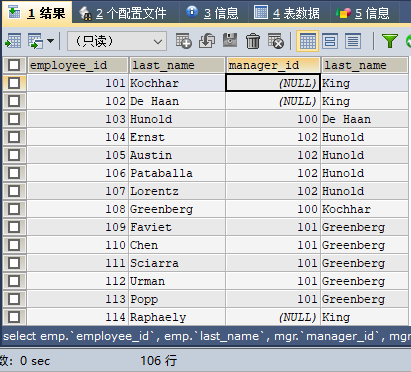 1 结果 2 个配置文件 3 信息 4 表数据 5 信息
（只读）
employee_id last_name manager_id last_name
101 Kochhar (NULL) King
102 De Haan (NULL) King
103 Hunold 100 De Haan
104 Ernst 102 Hunold
105 Austin 102 Hunold
106 Pataballa 102 Hunold
107 Lorentz 102 Hunold
108 Greenberg 100 Kochhar
109 Faviet 101 Greenberg
110 Chen 101 Greenberg
111 Sciarra 101 Greenberg
112 Urman 101 Greenberg
113 Popp 101 Greenberg
114 Raphaely (NULL) King
select emp.`employee_id`, emp.`last_name`, mgr.`manager_id`, mgr
数: 0 sec 106 行